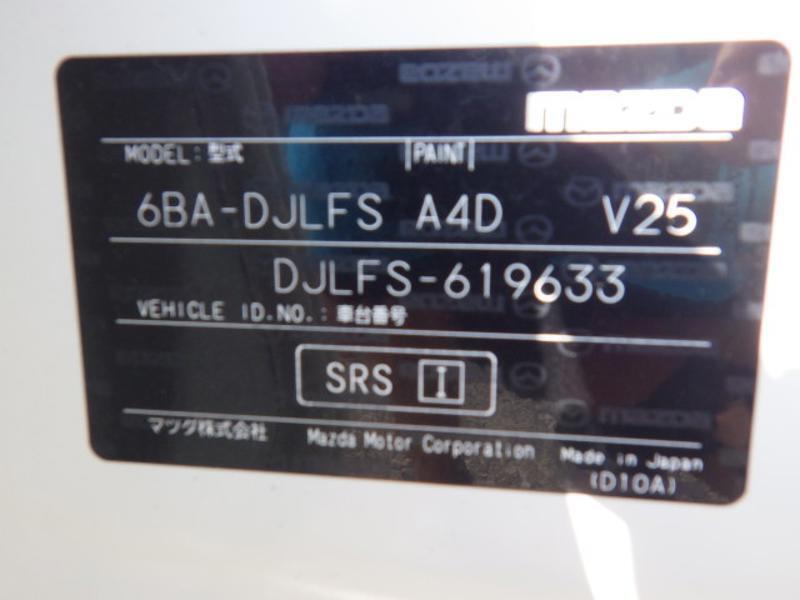 mazda
MODEL：型式 PAINT
6BA-DJLFS A4D V25
DJLFS-619633
VEHICLE ID.NO.：車台番号
SRS I
マツダ株式会社 Mazda Motor Corporation Made in Japan
(D10A)